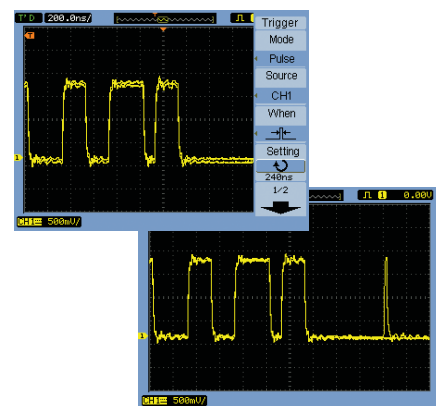 T'D 200.0ns/
T
Trigger
Mode
Pulse
Source
CH1
When
Setting
240ns
1/2
1
CH1 500mV/
1 0.00V
1
CH1 500mV/